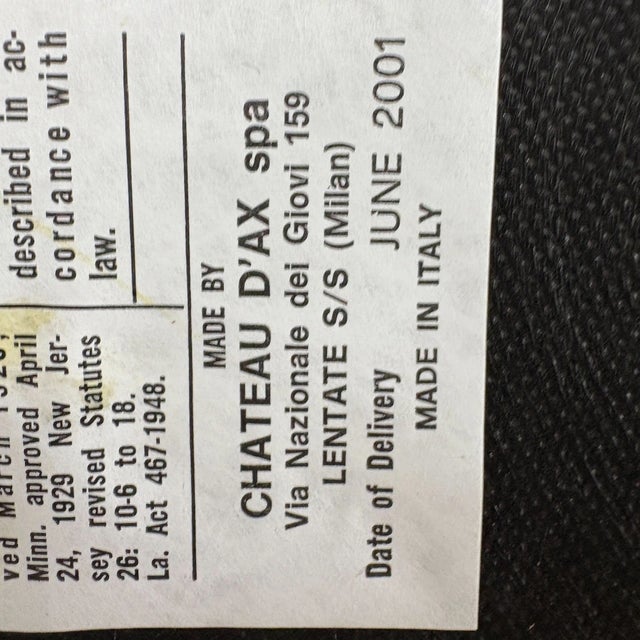 Minn. approved April
24, 1929 New Jer-
sey revised Statutes
26: 10-6 to 18.
La. Act 467-1948.
described in ac-
cordance with
law.
MADE BY
CHATEAU D'AX spa
Via Nazionale dei Giovi 159
LENTATE S/S (Milan)
Date of Delivery JUNE 2001
MADE IN ITALY